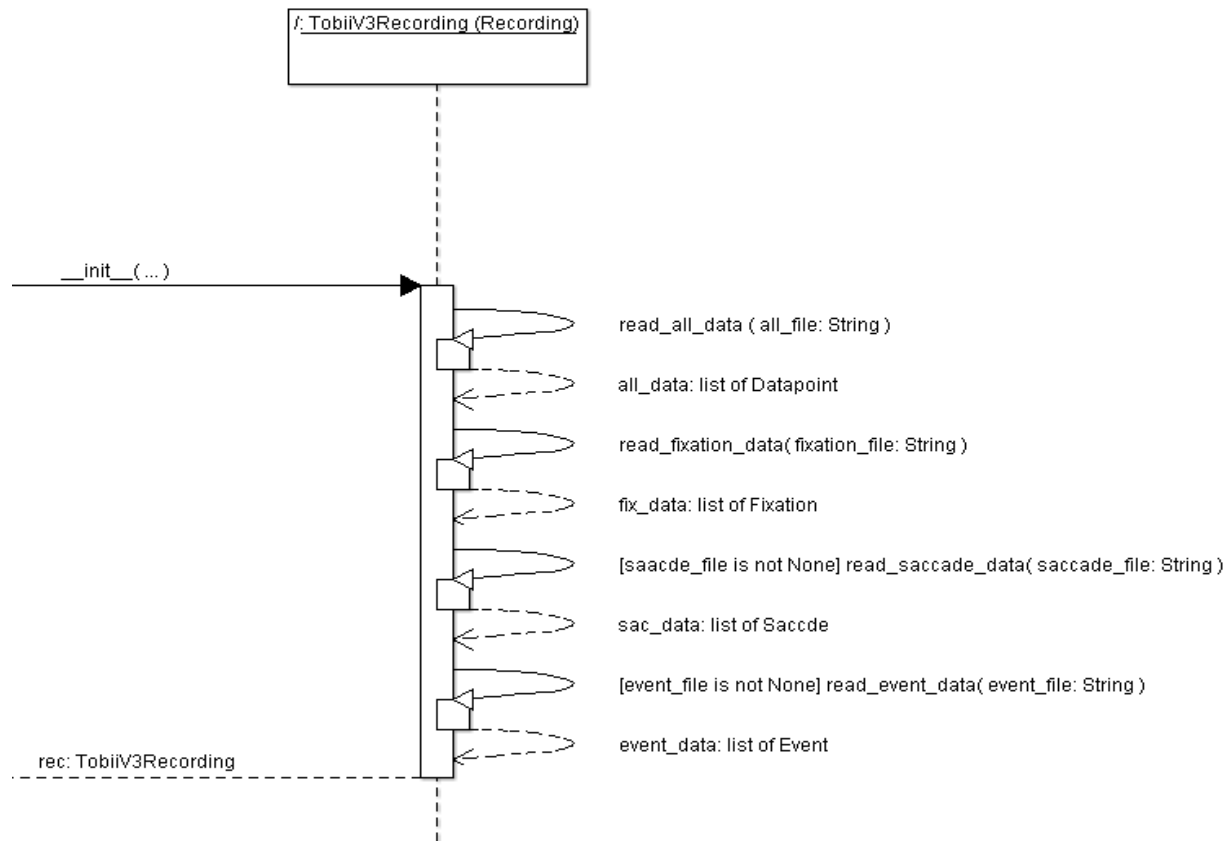 /: TobiiV3Recording (Recording)
__init__( ... )
read_all_data ( all_file: String )
all_data: list of Datapoint
read_fixation_data( fixation_file: String )
fix_data: list of Fixation
[saacde_file is not None] read_saccade_data( saccade_file: String )
sac_data: list of Saccde
[event_file is not None] read_event_data( event_file: String )
event_data: list of Event
rec: TobiiV3Recording